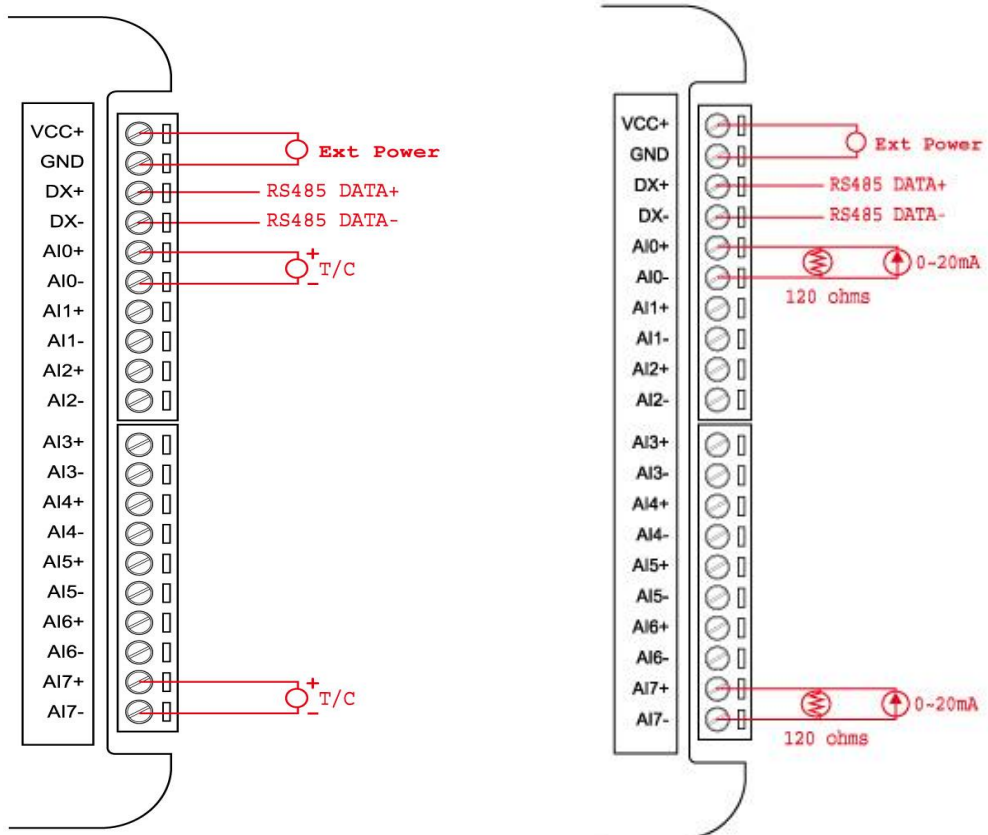 VCC+
GND
Ext Power
DX+
RS485 DATA+
DX-
RS485 DATA-
AI0+
+
T/C
AI0-
-
AI1+
AI1-
AI2+
AI2-
AI3+
AI3-
AI4+
AI4-
AI5+
AI5-
AI6+
AI6-
AI7+
+
T/C
AI7-
-
VCC+
Ext Power
GND
DX+
RS485 DATA+
DX-
RS485 DATA-
AI0+
0~20mA
AI0-
120 ohms
AI1+
AI1-
AI2+
AI2-
AI3+
AI3-
AI4+
AI4-
AI5+
AI5-
AI6+
AI6-
AI7+
0~20mA
AI7-
120 ohms